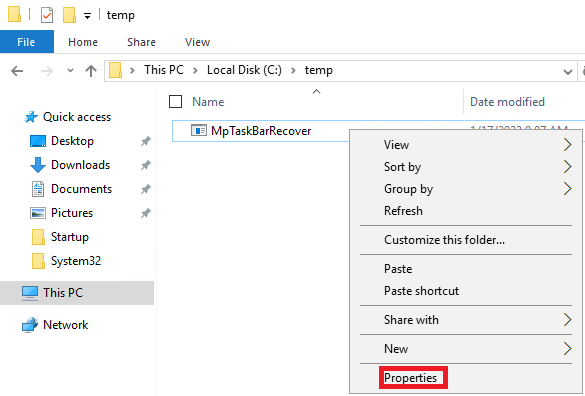 temp
File
Home
Share
View
This PC
Local Disk (C:)
temp
Name
Date modified
Quick access
Desktop
Downloads
Documents
Pictures
Startup
System32
This PC
Network
MpTaskBarRecover
View
Sort by
Group by
Refresh
Customize this folder...
Paste
Paste shortcut
Share with
New
Properties